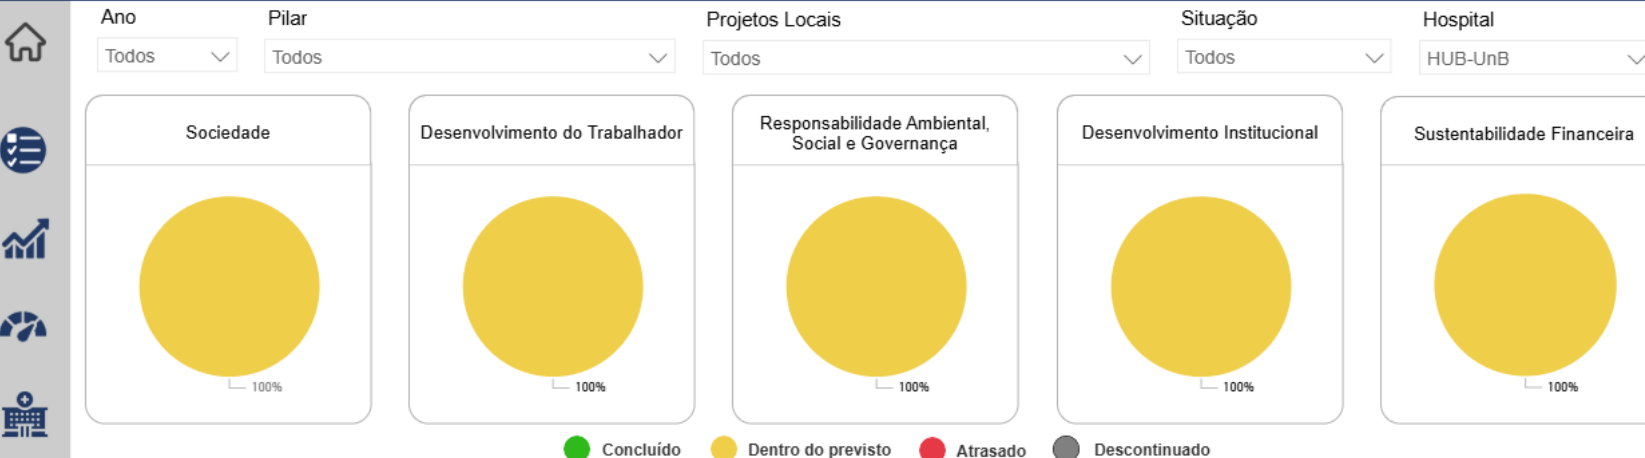 Ano
Pilar
Projetos Locais
Situação
Hospital
Todos
Todos
Todos
Todos
HUB-UnB
Sociedade
Desenvolvimento do Trabalhador
Responsabilidade Ambiental,
Social e Governança
Desenvolvimento Institucional
Sustentabilidade Financeira
100%
100%
100%
100%
100%
Concluído
Dentro do previsto
Atrasado
Descontinuado